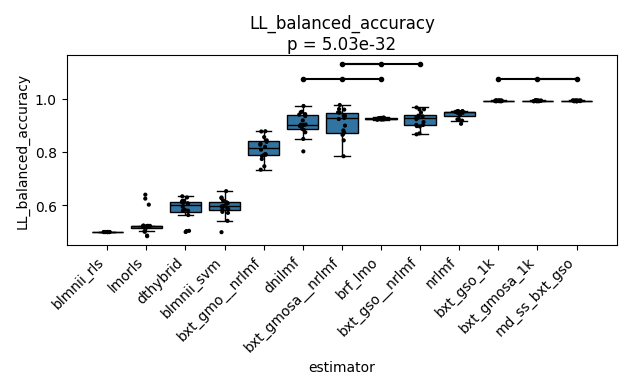 LL_balanced_accuracy
p = 5.03e-32
LL_balanced_accuracy
1.0
0.8
0.6
blmnii_rls
lmorls
dthybrid
blmnii_svm
bxt_gmo__nrlmf
dnilmf
bxt_gmosa__nrlmf
brf_lmo
bxt_gso__nrlmf
nrlmf
bxt_gso_1k
bxt_gmosa_1k
md_ss_bxt_gso
estimator